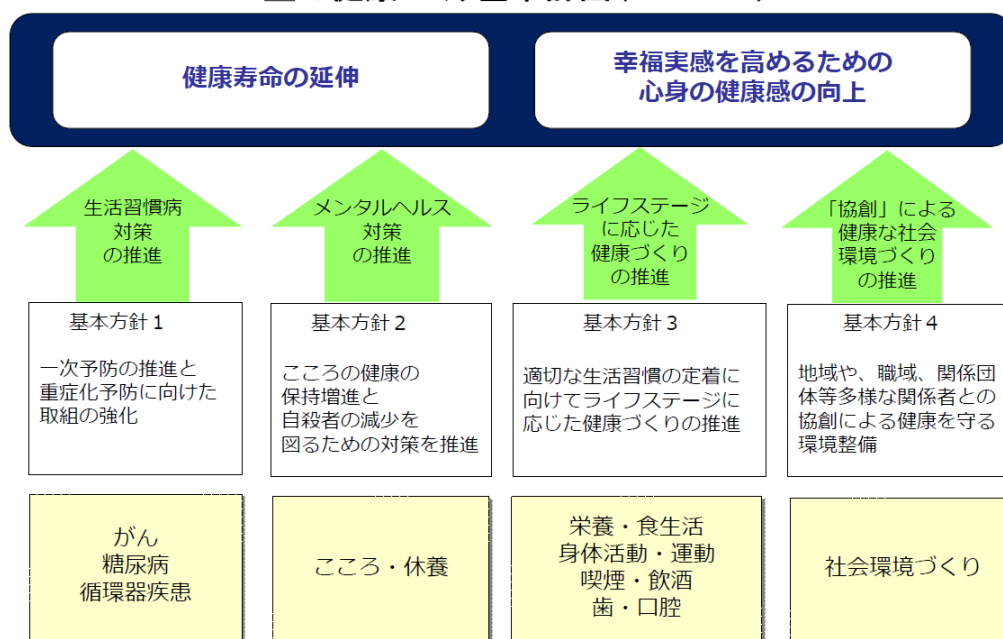 健康寿命の延伸
幸福実感を高めるための
心身の健康感の向上
生活習慣病
対策
の推進
メンタルヘルス
対策
の推進
ライフステージ
に応じた
健康づくり
の推進
「協創」による
健康な社会
環境づくり
の推進
基本方針1
一次予防の推進と
重症化予防に向けた
取組の強化
基本方針2
こころの健康の
保持増進と
自殺者の減少を
図るための対策を推進
基本方針3
適切な生活習慣の定着に
向けてライフステージに
応じた健康づくりの推進
基本方針4
地域や、職域、関係団
体等多様な関係者との
協創による健康を守る
環境整備
がん
糖尿病
循環器疾患
こころ・休養
栄養・食生活
身体活動・運動
喫煙・飲酒
歯・口腔
社会環境づくり